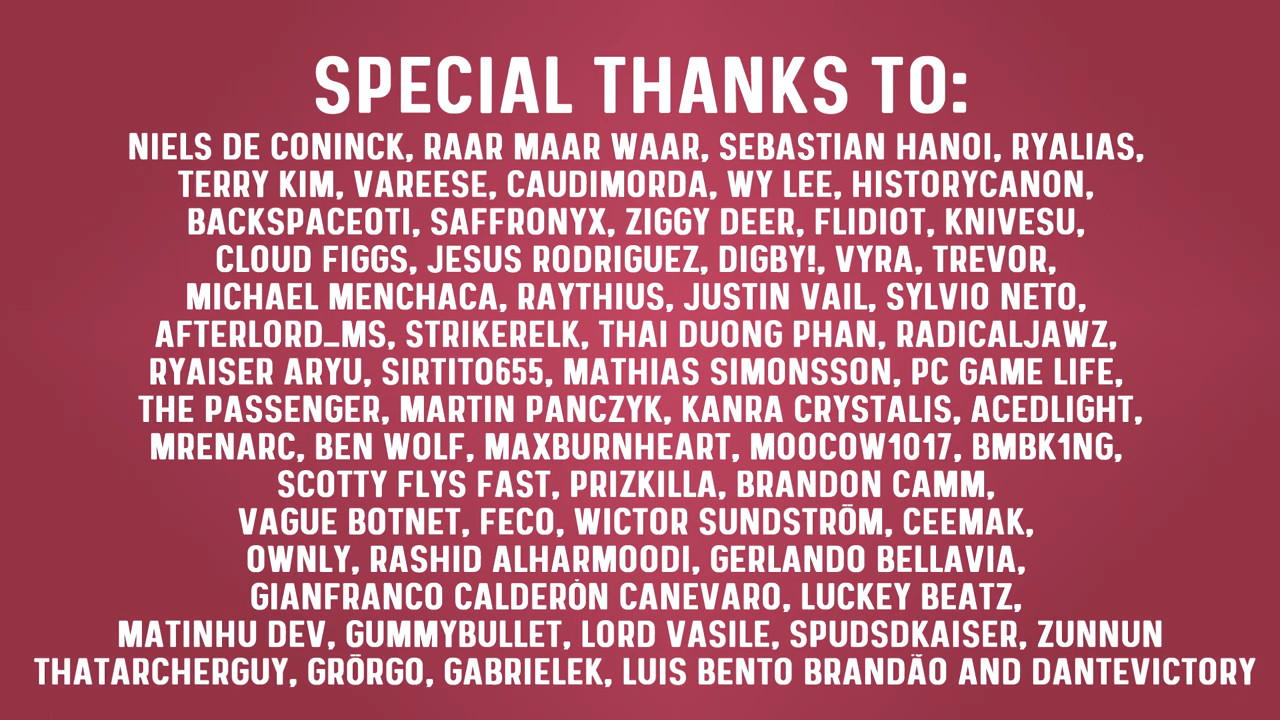 SPECIAL THANKS TO:
NIELS DE CONINCK, RAAR MAAR WAAR, SEBASTIAN HANOI, RYALIAS,
TERRY KIM, VAREESE, CAUDIMORDA, WY LEE, HISTORYCANON,
BACKSPACEOTI, SAFFRONYX, ZIGGY DEER, FLIDIOT, KNIVESU,
CLOUD FIGGS, JESUS RODRIGUEZ, DIGBY!, VYRA, TREVOR,
MICHAEL MENCHACA, RAYTHIUS, JUSTIN VAIL, SYLVIO NETO,
AFTERLORD_MS, STRIKERELK, THAI DUONG PHAN, RADICALJAWZ,
RYAISER ARYU, SIRTITO655, MATHIAS SIMONSSON, PC GAME LIFE,
THE PASSENGER, MARTIN PANCZYK, KANRA CRYSTALIS, ACEDLIGHT,
MRENARC, BEN WOLF, MAXBURNHEART, MOOCOW1017, BMBK1NG,
SCOTTY FLYS FAST, PRIZKILLA, BRANDON CAMM,
VAGUE BOTNET, FECO, WICTOR SUNDSTRÖM, CEEMAK,
OWNLY, RASHID ALHARMOODI, GERLANDO BELLAVIA,
GIANFRANCO CALDERÓN CANEVARO, LUCKEY BEATZ,
MATINHU DEV, GUMMYBULLET, LORD VASILE, SPUDSDKAISER, ZUNNUN
THATARCHERGUY, GRÖRGO, GABRIELEK, LUIS BENTO BRANDÃO AND DANTEVICTORY